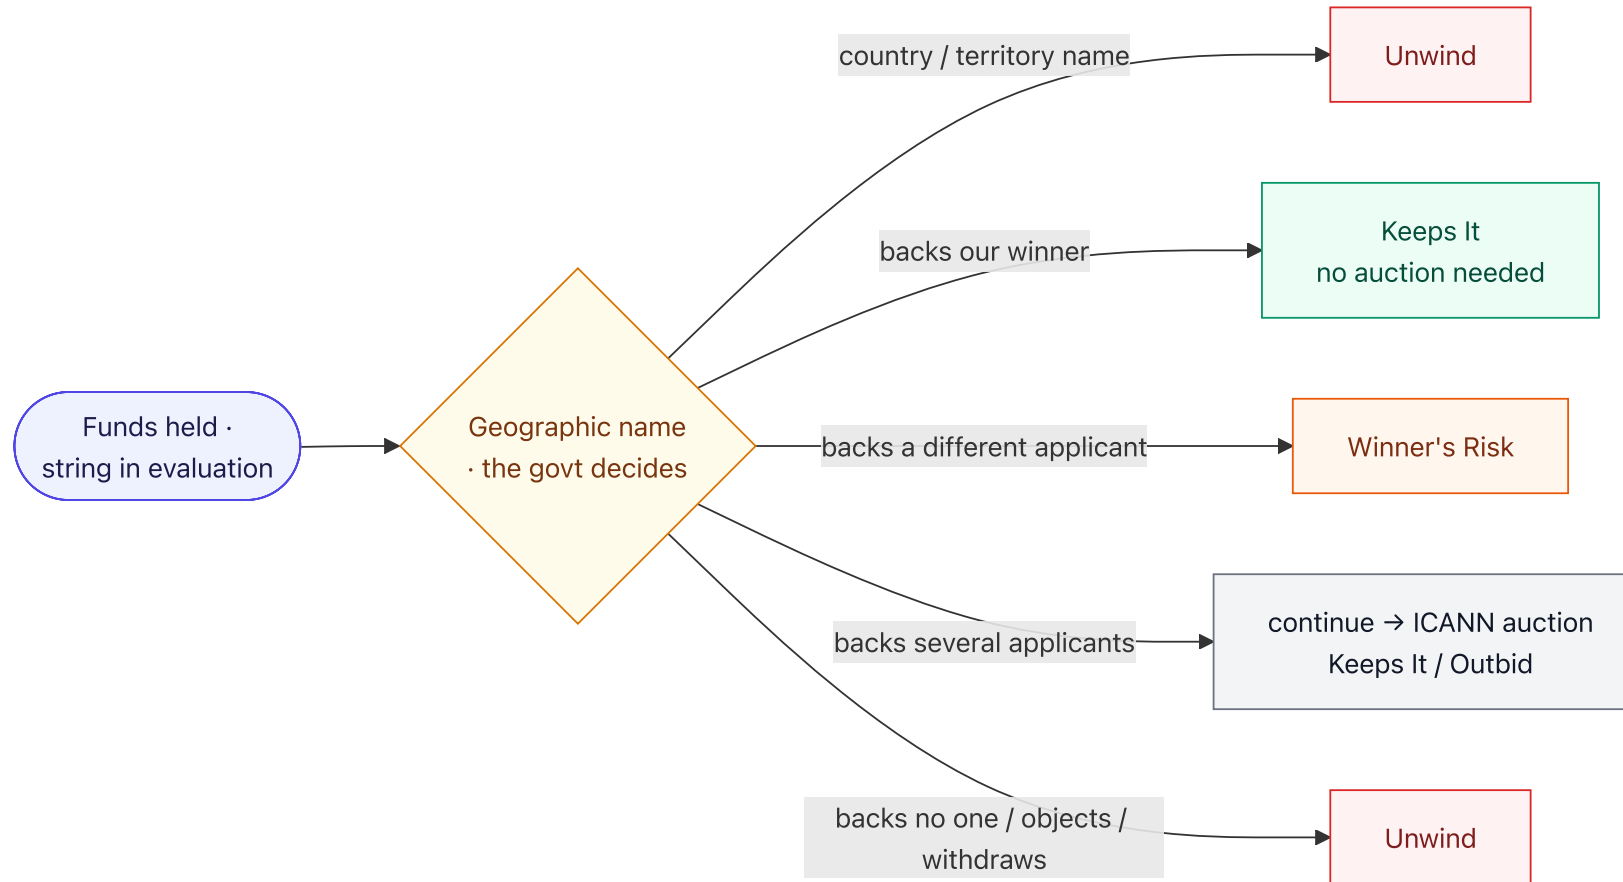 country / territory name
Unwind
backs our winner
Keeps It
no auction needed
Funds held ·
string in evaluation
Geographic name
· the govt decides
backs a different applicant
Winner's Risk
backs several applicants
continue → ICANN auction
Keeps It / Outbid
backs no one / objects /
withdraws
Unwind